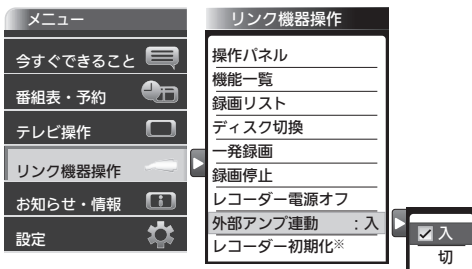 メニュー
今すぐできること
番組表・予約
テレビ操作
リンク機器操作
お知らせ・情報
設定
リンク機器操作
操作パネル
機能一覧
録画リスト
ディスク切換
一発録画
録画停止
レコーダー電源オフ
外部アンプ連動 :入
レコーダー初期化※
入
切